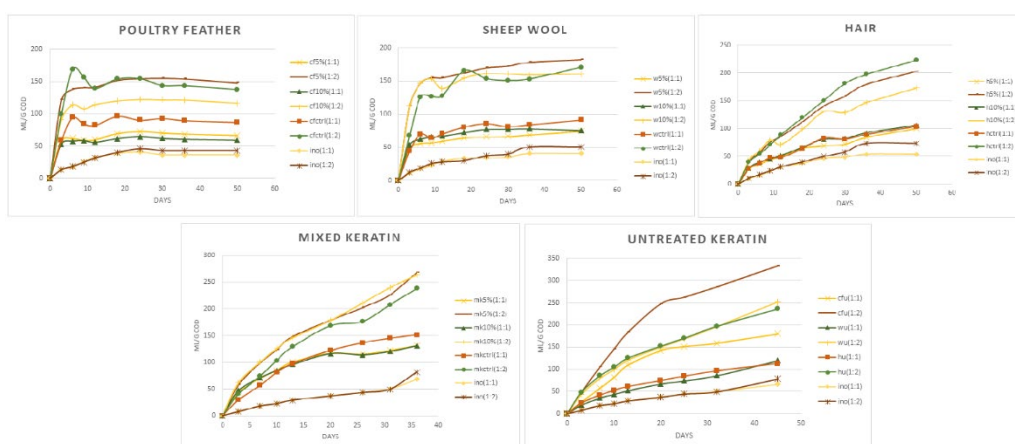 POULTRY FEATHER
ML/G COD
200
150
100
50
0
0 10 20 30 40 50 60
DAYS
cf5%(1:1)
cf5%(1:2)
cf10%(1:1)
cf10%(1:2)
cfctrl(1:1)
cfctrl(1:2)
ino(1:1)
ino(1:2)
SHEEP WOOL
ML/G COD
200
150
100
50
0
0 10 20 30 40 50 60
DAYS
w5%(1:1)
w5%(1:2)
w10%(1:1)
w10%(1:2)
wctrl(1:1)
wctrl(1:2)
ino(1:1)
ino(1:2)
HAIR
ML/G COD
250
200
150
100
50
0
0 10 20 30 40 50 60
DAYS
h5%(1:1)
h5%(1:2)
h10%(1:1)
h10%(1:2)
hctrl(1:1)
hctrl(1:2)
ino(1:1)
ino(1:2)
MIXED KERATIN
ML/G COD
300
250
200
150
100
50
0
0 5 10 15 20 25 30 35 40
DAYS
mk5%(1:1)
mk5%(1:2)
mk10%(1:1)
mk10%(1:2)
mkctrl(1:1)
mkctrl(1:2)
ino(1:1)
ino(1:2)
UNTREATED KERATIN
ML/G COD
350
300
250
200
150
100
50
0
0 10 20 30 40 50
DAYS
cfu(1:1)
cfu(1:2)
wu(1:1)
wu(1:2)
hu(1:1)
hu(1:2)
ino(1:1)
ino(1:2)